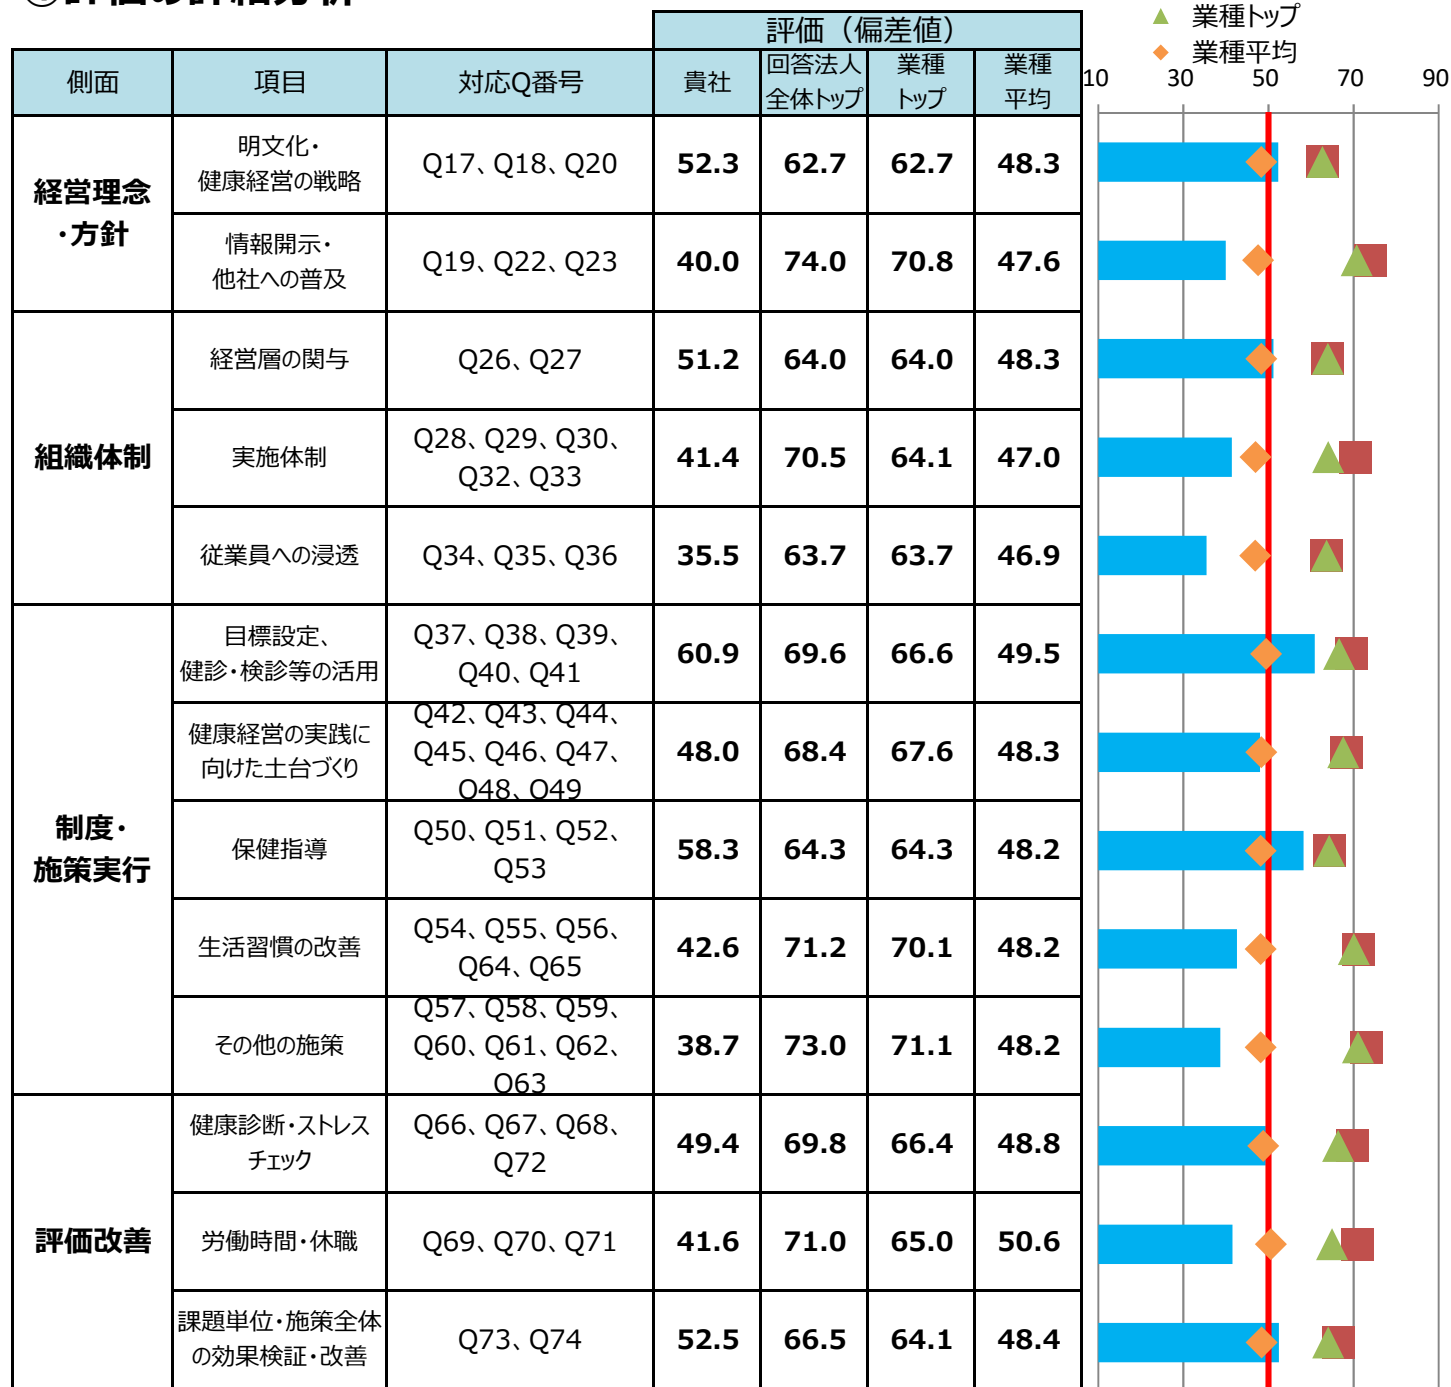 ③評価の詳細分析
業種トップ
業種平均
評価（偏差値）
側面
項目
対応Q番号
貴社
回答法人
全体トップ
業種
トップ
業種
平均
10 30 50 70 90
経営理念
・方針
明文化・
健康経営の戦略
Q17、Q18、Q20
52.3 62.7 62.7 48.3
情報開示・
他社への普及
Q19、Q22、Q23
40.0 74.0 70.8 47.6
組織体制
経営層の関与
Q26、Q27
51.2 64.0 64.0 48.3
実施体制
Q28、Q29、Q30、
Q32、Q33
41.4 70.5 64.1 47.0
従業員への浸透
Q34、Q35、Q36
35.5 63.7 63.7 46.9
制度・
施策実行
目標設定、
健診・検診等の活用
Q37、Q38、Q39、
Q40、Q41
60.9 69.6 66.6 49.5
健康経営の実践に
向けた土台づくり
Q42、Q43、Q44、
Q45、Q46、Q47、
Q48、Q49
48.0 68.4 67.6 48.3
保健指導
Q50、Q51、Q52、
Q53
58.3 64.3 64.3 48.2
生活習慣の改善
Q54、Q55、Q56、
Q64、Q65
42.6 71.2 70.1 48.2
その他の施策
Q57、Q58、Q59、
Q60、Q61、Q62、
Q63
38.7 73.0 71.1 48.2
評価改善
健康診断・ストレス
チェック
Q66、Q67、Q68、
Q72
49.4 69.8 66.4 48.8
労働時間・休職
Q69、Q70、Q71
41.6 71.0 65.0 50.6
課題単位・施策全体
の効果検証・改善
Q73、Q74
52.5 66.5 64.1 48.4